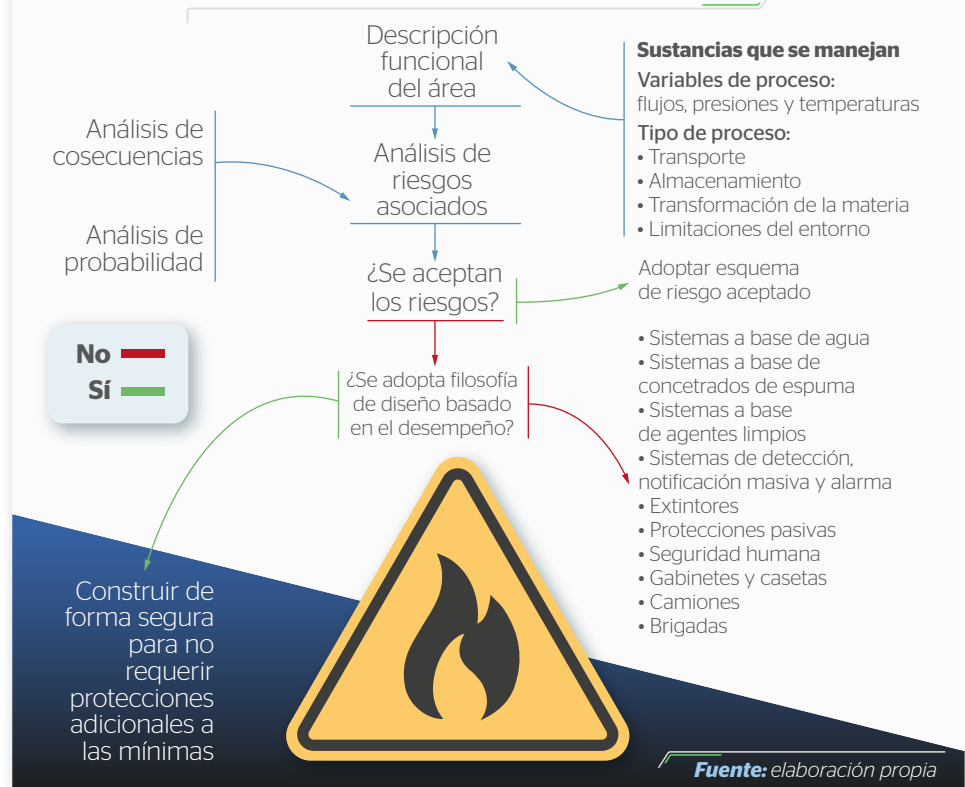 Descripción
funcional
del área
Sustancias que se manejan
Variables de proceso:
flujos, presiones y temperaturas
Tipo de proceso:
• Transporte
• Almacenamiento
• Transformación de la materia
• Limitaciones del entorno
Análisis de
cosecuencias
Análisis de
probabilidad
Análisis de
riesgos
asociados
¿Se aceptan
los riesgos?
Adoptar esquema
de riesgo aceptado
No
Sí
¿Se adopta filosofía
de diseño basado
en el desempeño?
• Sistemas a base de agua
• Sistemas a base de
concetrados de espuma
• Sistemas a base
de agentes limpios
• Sistemas de detección,
notificación masiva y alarma
• Extintores
• Protecciones pasivas
• Seguridad humana
• Gabinetes y casetas
• Camiones
• Brigadas
Construir de
forma segura
para no
requerir
protecciones
adicionales a
las mínimas
Fuente: elaboración propia